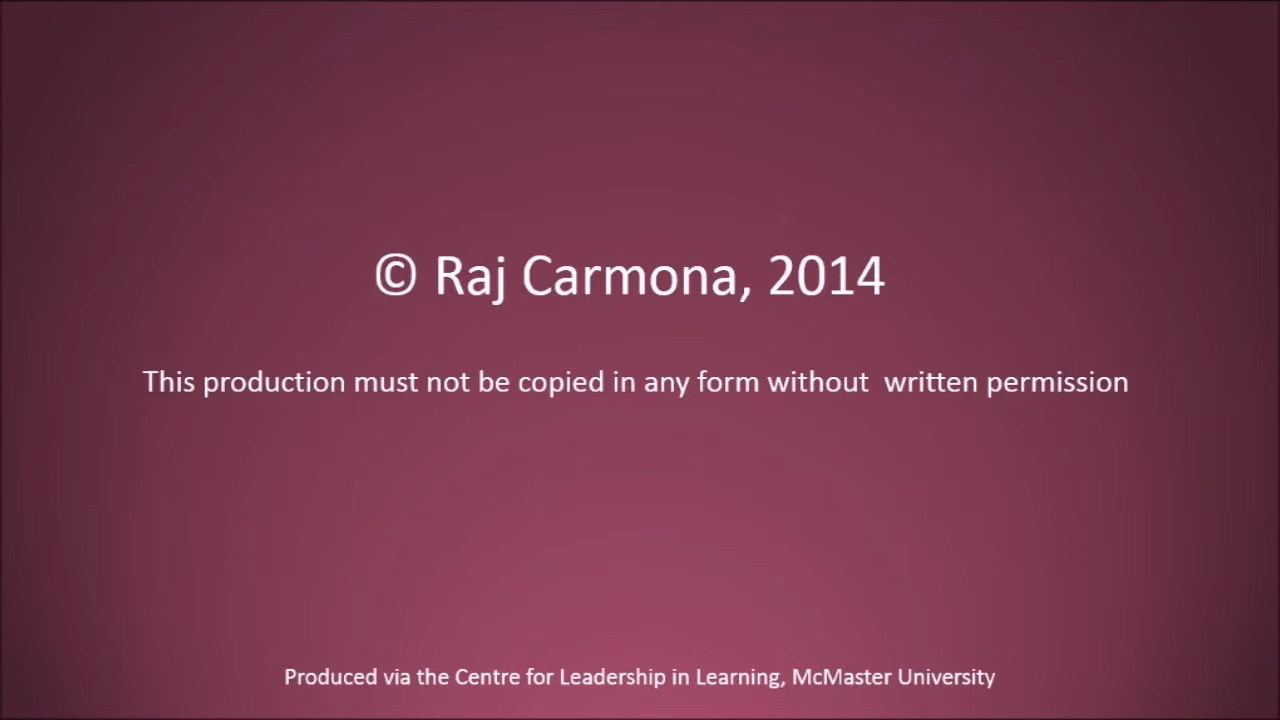 © Raj Carmona, 2014
This production must not be copied in any form without  written permission
Produced via the Centre for Leadership in Learning, McMaster University